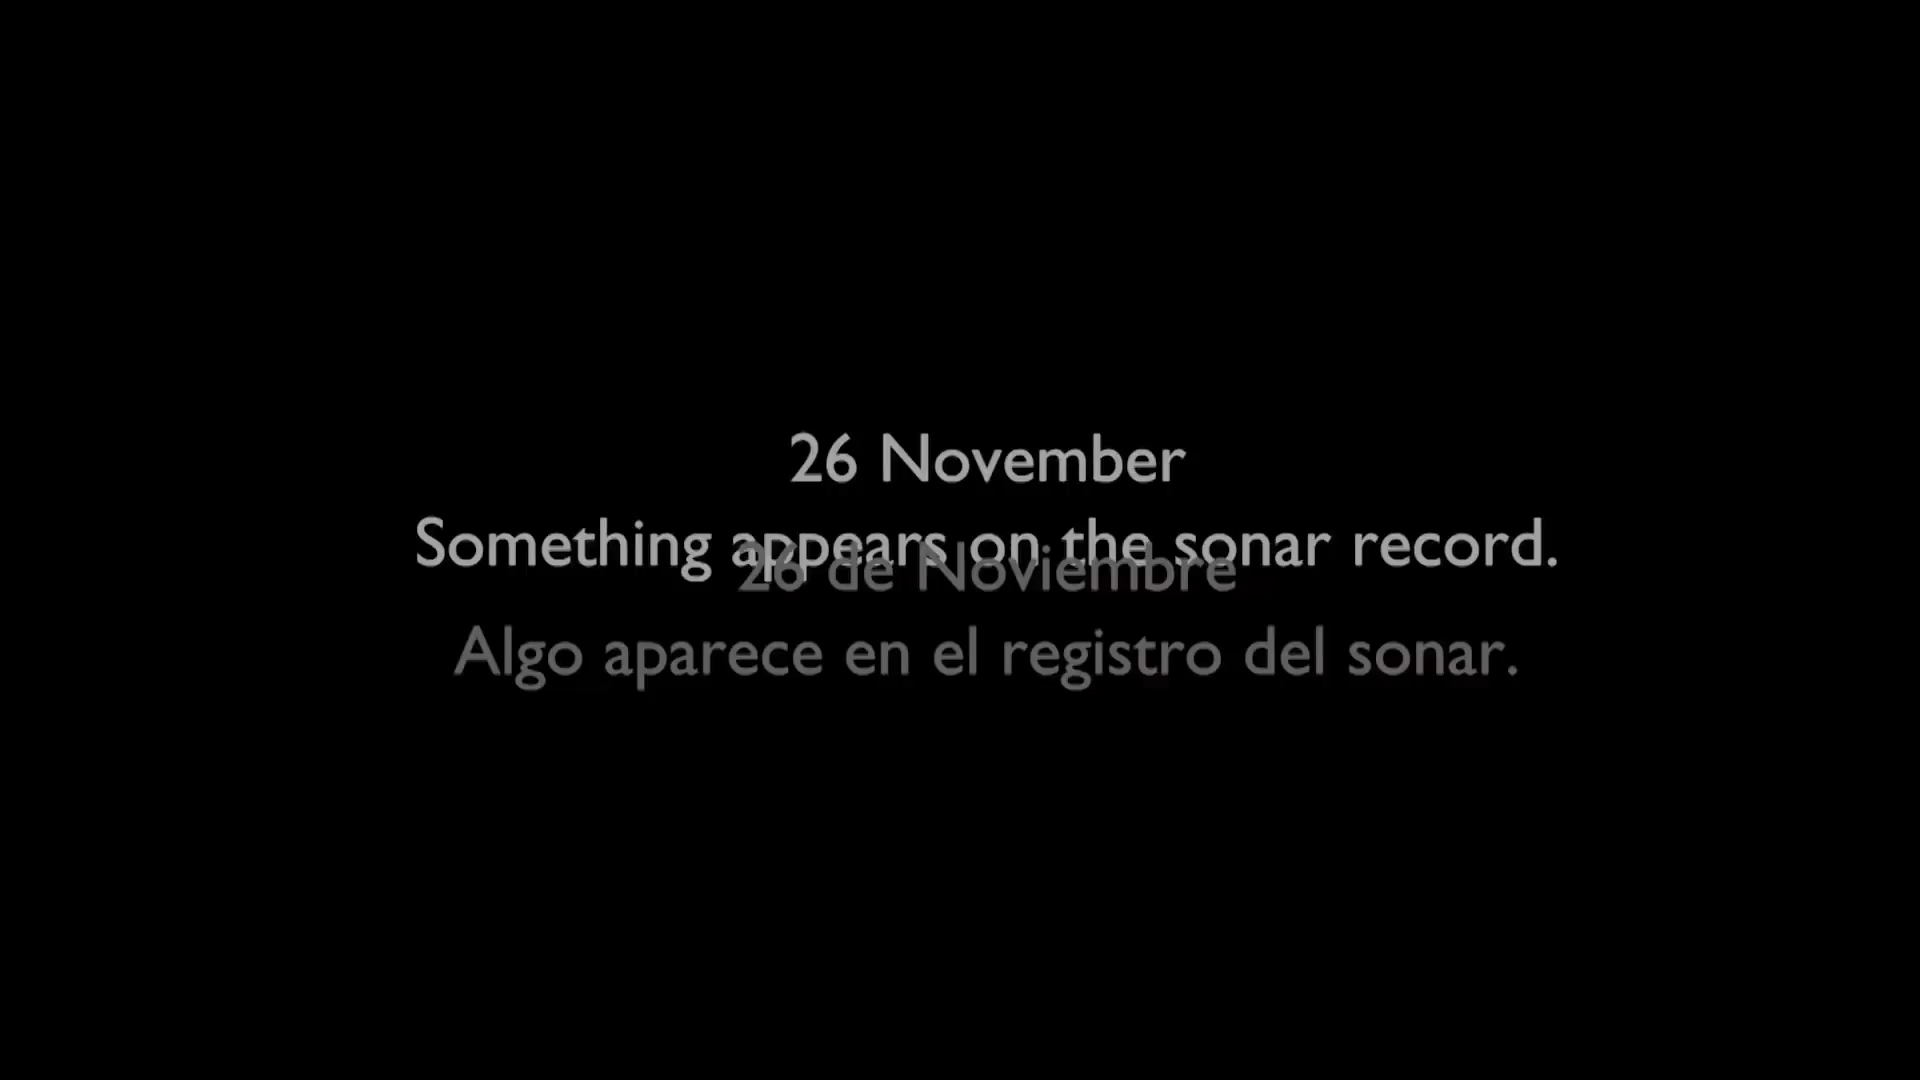 26 November
Something appears on the sonar record.
26 de Noviembre
Algo aparece en el registro del sonar.